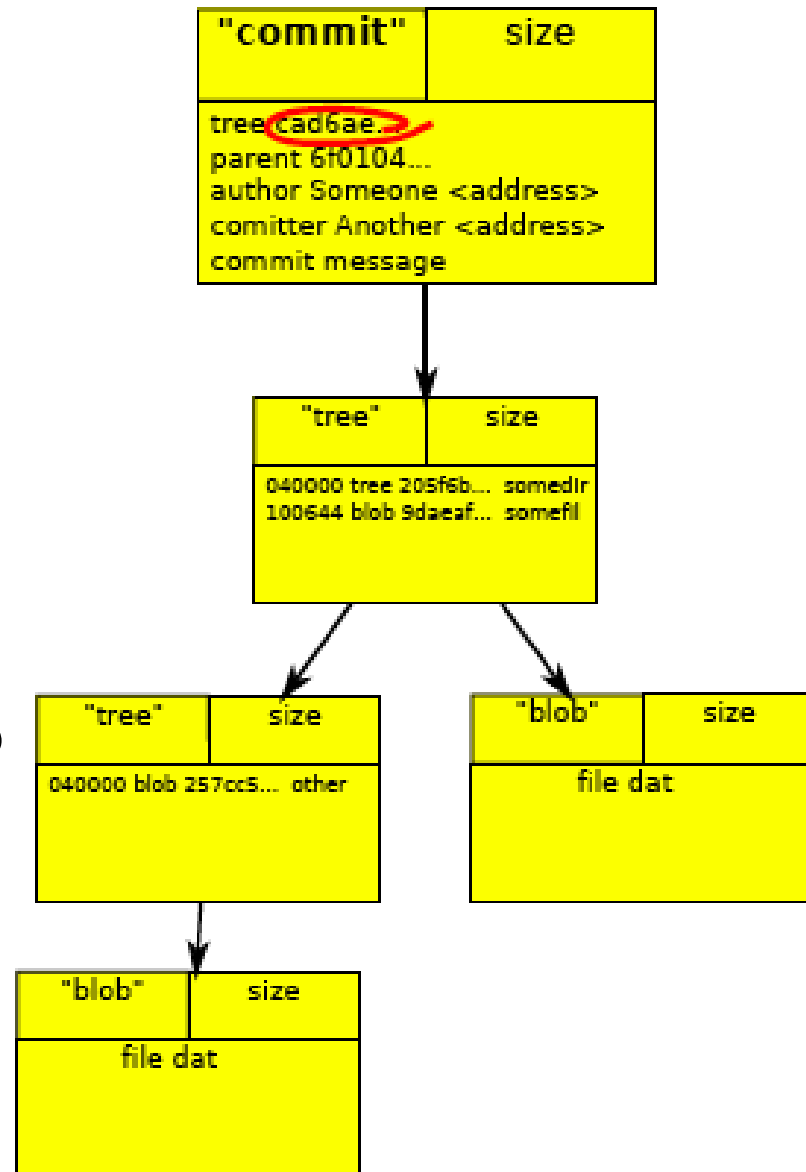 "commit" size
tree cad6ae...
parent 6f0104...
author Someone <address>
comitter Another <address>
commit message
"tree" size
040000 tree 205f6b... somedir
100644 blob 9daeaf... somefil
"tree" size
040000 blob 257cc5... other
"blob" size
file dat
"blob" size
file dat
)